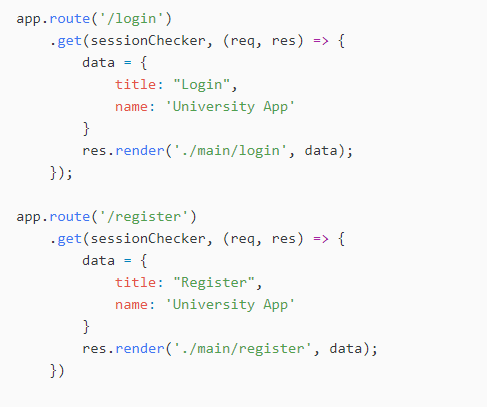 app.route('/login')
    .get(sessionChecker, (req, res) => {
        data = {
            title: "Login",
            name: 'University App'
        }
        res.render('./main/login', data);
    });

app.route('/register')
    .get(sessionChecker, (req, res) => {
        data = {
            title: "Register",
            name: 'University App'
        }
        res.render('./main/register', data);
    })